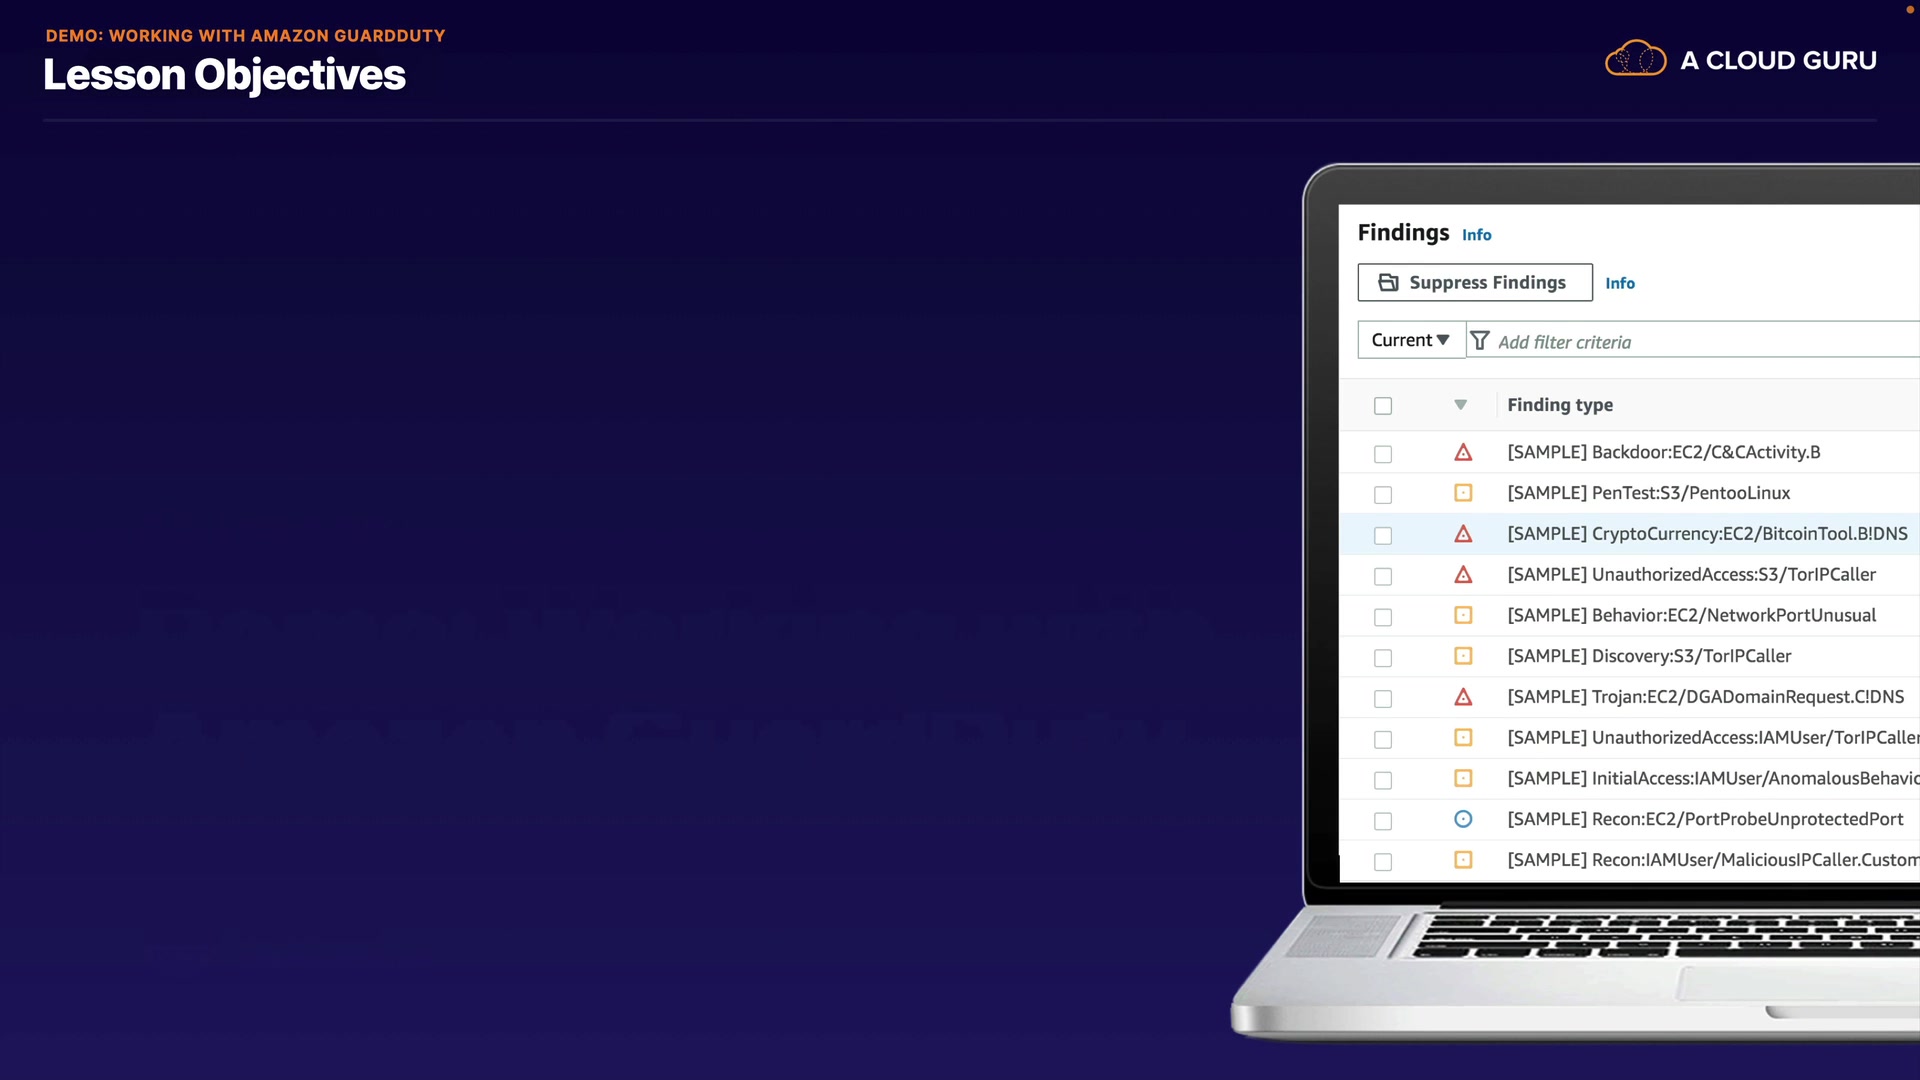 DEMO: WORKING WITH AMAZON GUARDDUTY
Lesson Objectives
A CLOUD GURU
Findings Info
Suppress Findings Info
Current Add filter criteria
Finding type
[SAMPLE] Backdoor:EC2/C&CActivity.B
[SAMPLE] PenTest:S3/PentooLinux
[SAMPLE] CryptoCurrency:EC2/BitcoinTool.B!DNS
[SAMPLE] UnauthorizedAccess:S3/TorIPCaller
[SAMPLE] Behavior:EC2/NetworkPortUnusual
[SAMPLE] Discovery:S3/TorIPCaller
[SAMPLE] Trojan:EC2/DGADomainRequest.C!DNS
[SAMPLE] UnauthorizedAccess:IAMUser/TorIPCaller
[SAMPLE] InitialAccess:IAMUser/AnomalousBehavio
[SAMPLE] Recon:EC2/PortProbeUnprotectedPort
[SAMPLE] Recon:IAMUser/MaliciousIPCaller.Custom